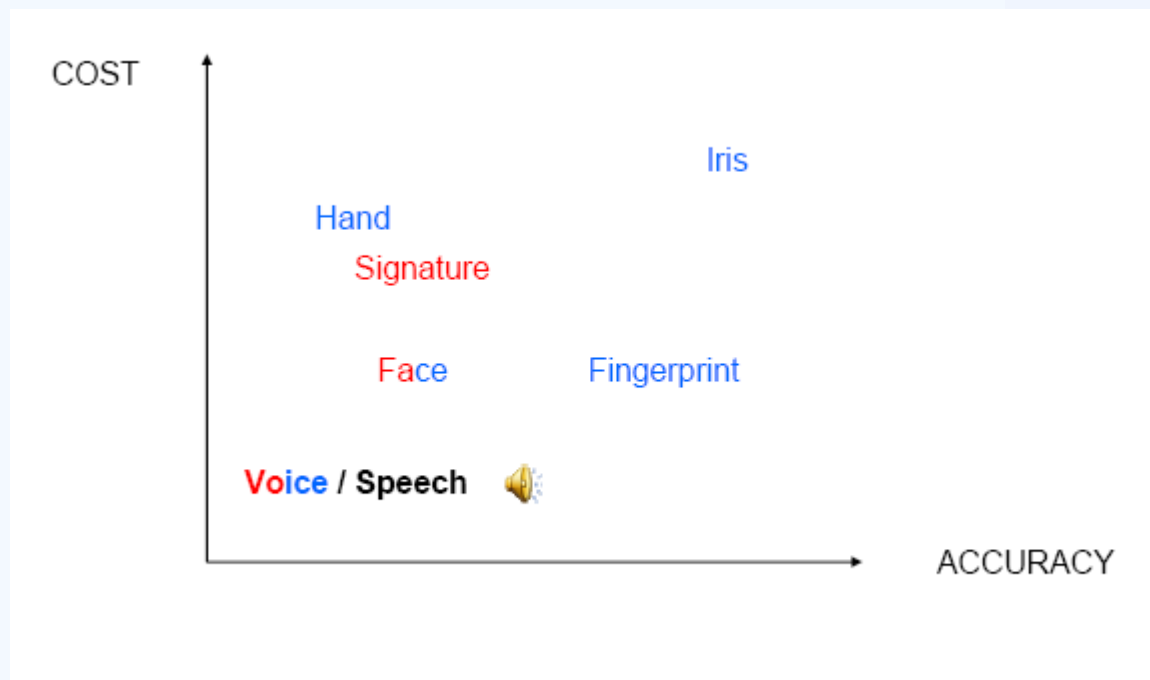 COST
Iris
Hand
Signature
Face Fingerprint
Voice / Speech
ACCURACY